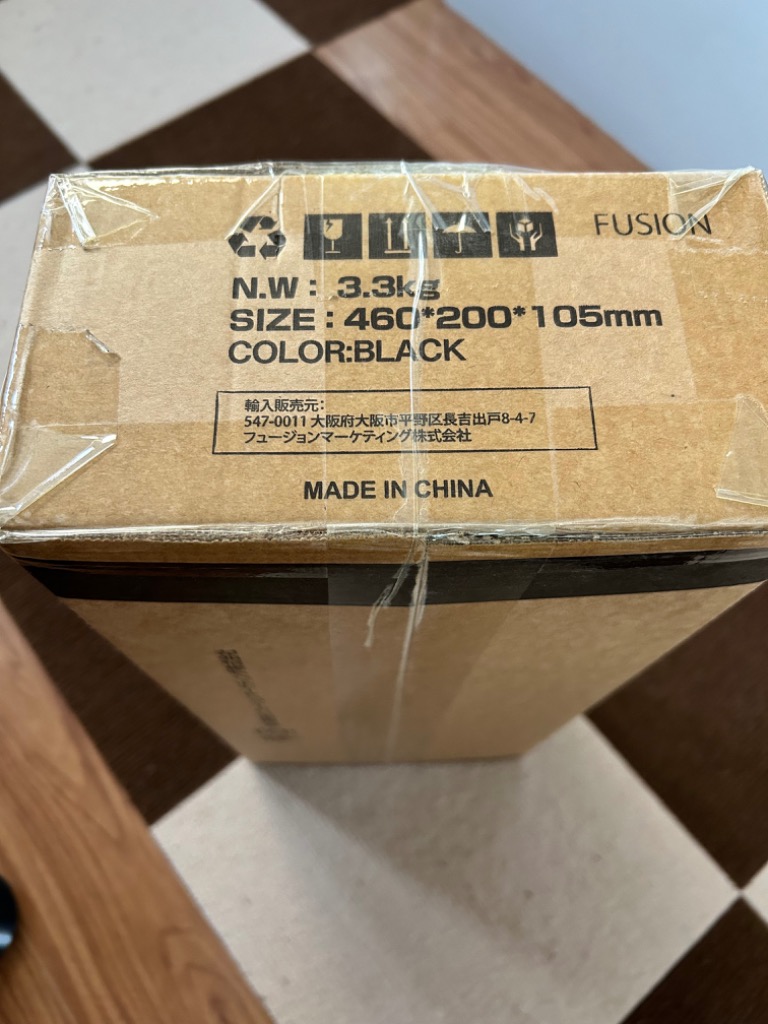 FUSION
N.W : 3.3kg
SIZE : 460*200*105mm
COLOR:BLACK
輸入販売元:
547-0011 大阪府大阪市平野区長吉出戸8-4-7
フュージョンマーケティング株式会社
MADE IN CHINA